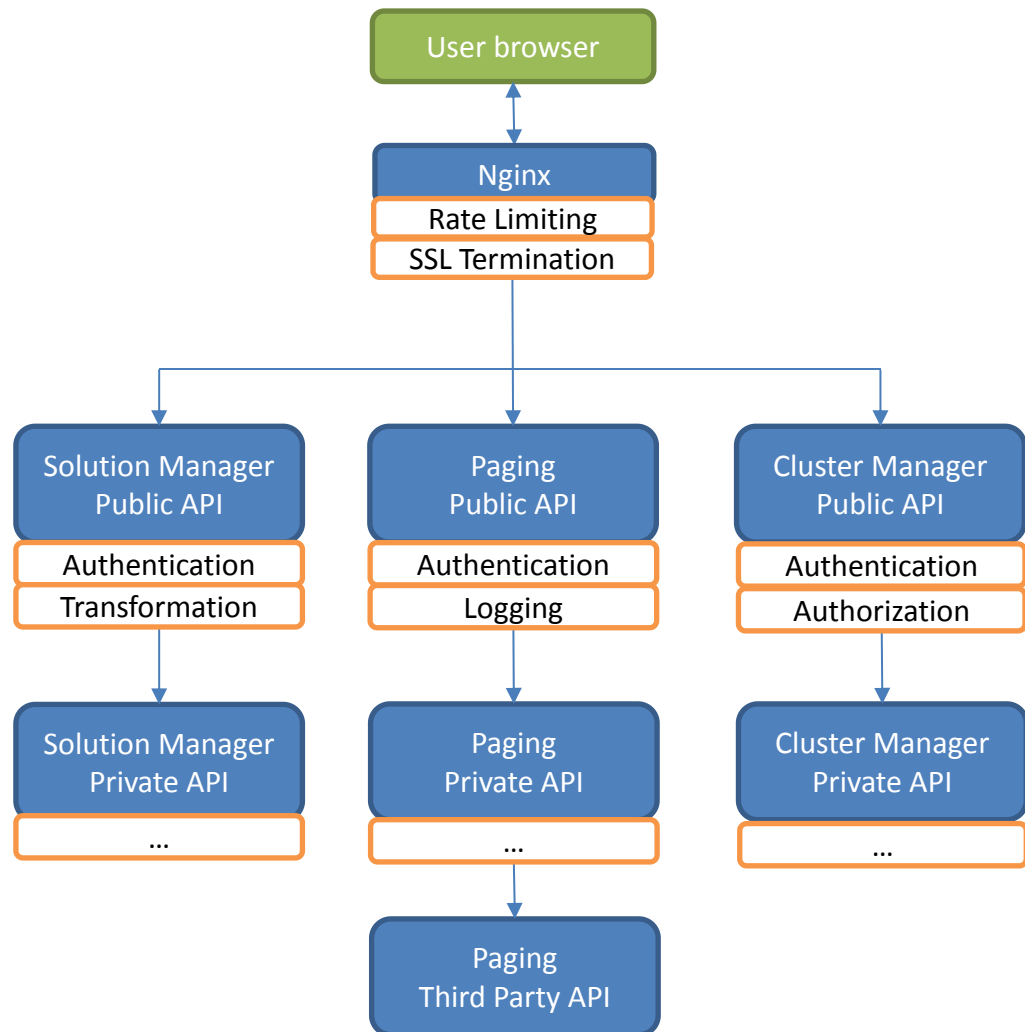 User browser
Nginx
Rate Limiting
SSL Termination
Solution Manager
Public API
Authentication
Transformation
Paging
Public API
Authentication
Logging
Cluster Manager
Public API
Authentication
Authorization
Solution Manager
Private API
...
Paging
Private API
...
Cluster Manager
Private API
...
Paging
Third Party API